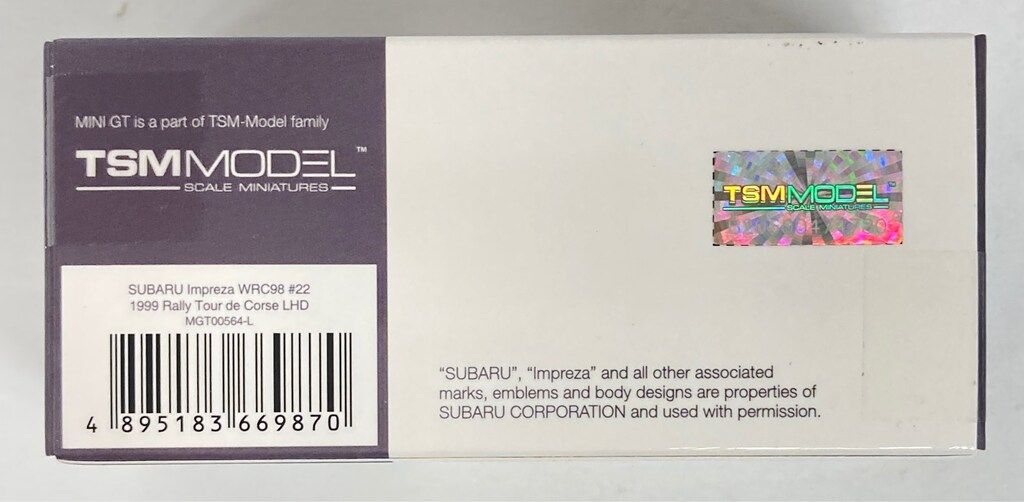 MINI GT is a part of TSM-Model family
TSMMODEL™
SCALE MINIATURES
SUBARU Impreza WRC98 #22
1999 Rally Tour de Corse LHD
MGT00564-L
4 895183 669870
TSMMODEL™
SCALE MINIATURES
“SUBARU”, “Impreza” and all other associated
marks, emblems and body designs are properties of
SUBARU CORPORATION and used with permission.